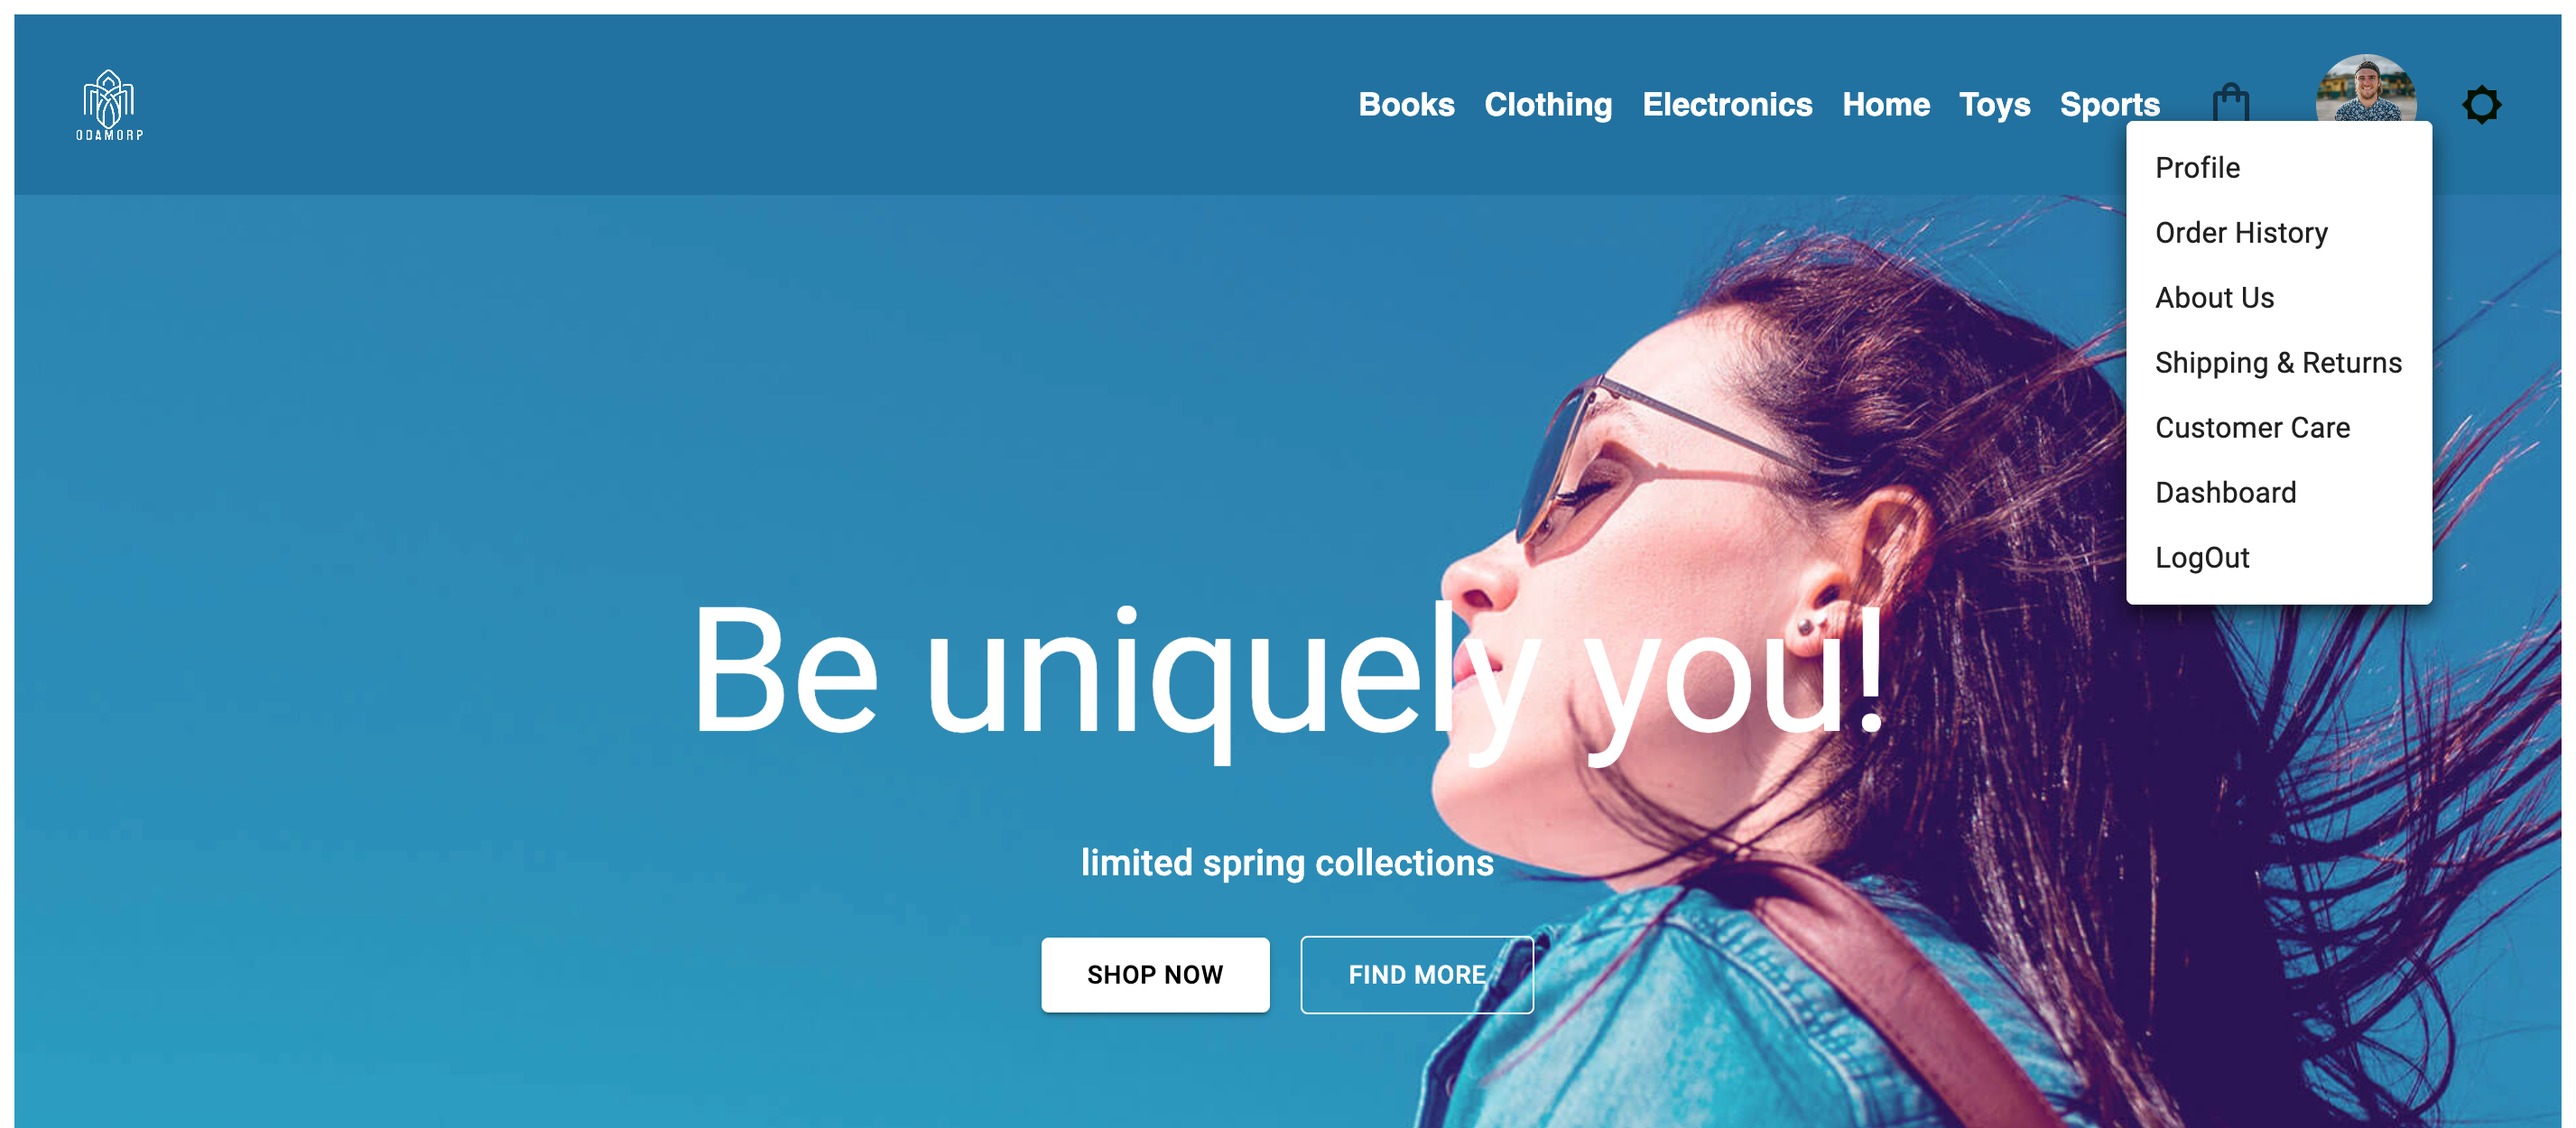 ODAMORP
Books Clothing Electronics Home Toys Sports
Profile
Order History
About Us
Shipping & Returns
Customer Care
Dashboard
LogOut
Be uniquely you!
limited spring collections
SHOP NOW FIND MORE